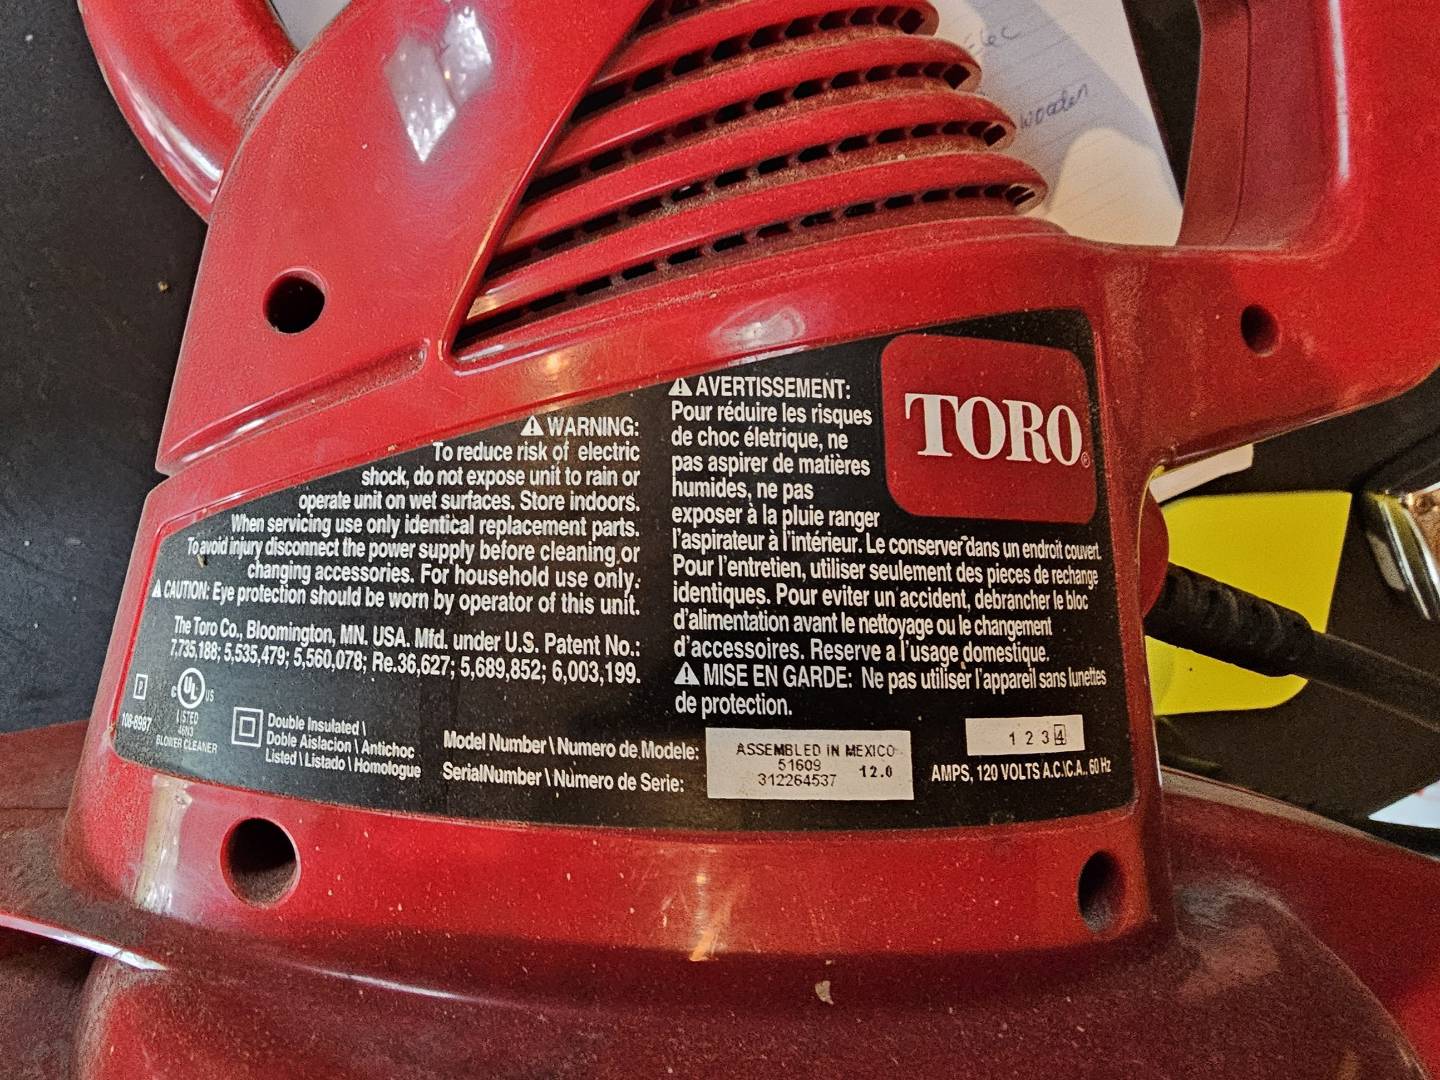 Elec
wooden
⚠ WARNING:
To reduce risk of electric
shock, do not expose unit to rain or
operate unit on wet surfaces. Store indoors.
When servicing use only identical replacement parts.
To avoid injury disconnect the power supply before cleaning or
changing accessories. For household use only.
⚠ CAUTION: Eye protection should be worn by operator of this unit.
The Toro Co., Bloomington, MN. USA. Mfd. under U.S. Patent No.:
7,735,188; 5,535,479; 5,560,078; Re.36,627; 5,689,852; 6,003,199.
⚠ AVERTISSEMENT:
Pour réduire les risques
de choc életrique, ne
pas aspirer de matières
humides, ne pas
exposer à la pluie ranger
l'aspirateur à l'intérieur. Le conserver dans un endroit couvert.
Pour l'entretien, utiliser seulement des pieces de rechange
identiques. Pour eviter un accident, debrancher le bloc
d'alimentation avant le nettoyage ou le changement
d'accessoires. Reserve a l'usage domestique.
⚠ MISE EN GARDE: Ne pas utiliser l'appareil sans lunettes
de protection.
TORO®
P
108-8987
C UL US
LISTED
46N3
BLOWER CLEANER
Double Insulated \
Doble Aislacion \ Antichoc
Listed \ Listado \ Homologue
Model Number \ Numero de Modele:
SerialNumber \ Número de Serie:
ASSEMBLED IN MEXICO
51609
312264537
12.0
1 2 3 4
AMPS, 120 VOLTS A.C.\C.A., 60 Hz